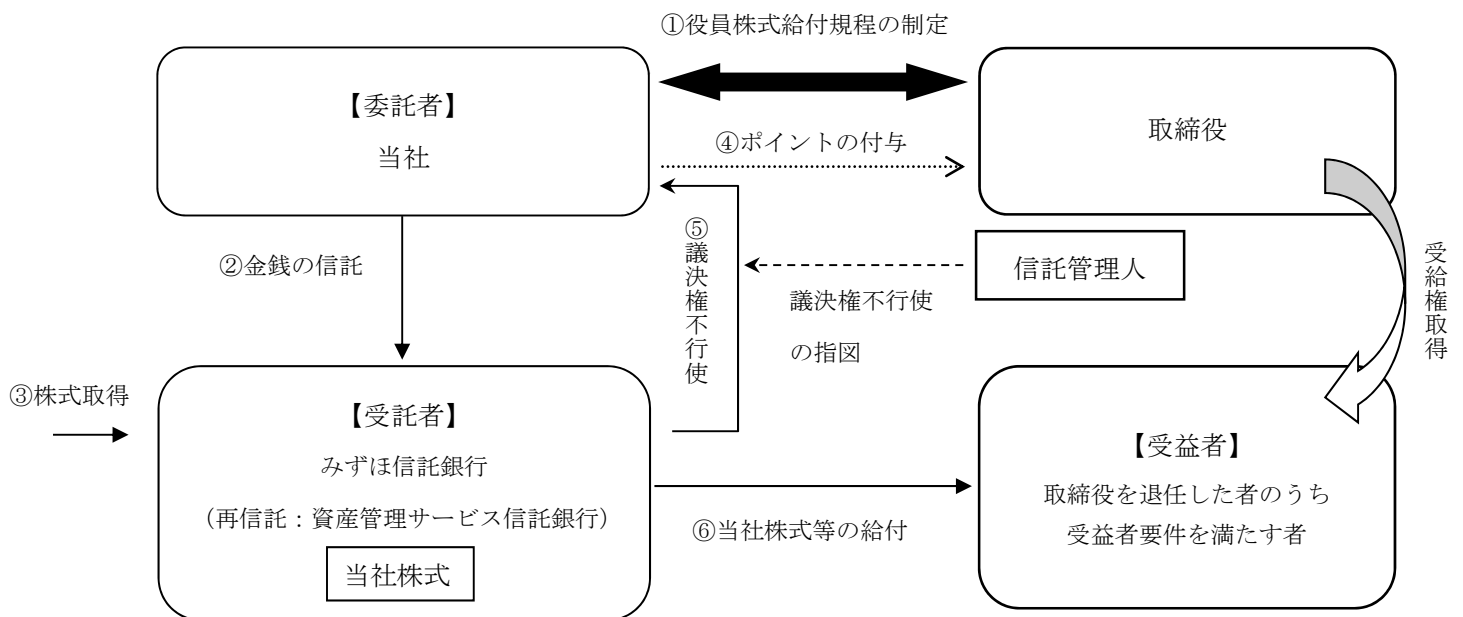 ①役員株式給付規程の制定
【委託者】
当社
取締役
④ポイントの付与
②金銭の信託
⑤議決権不行使
信託管理人
議決権不行使
の指図
受給権取得
③株式取得
【受託者】
みずほ信託銀行
（再信託：資産管理サービス信託銀行）
当社株式
⑥当社株式等の給付
【受益者】
取締役を退任した者のうち
受益者要件を満たす者